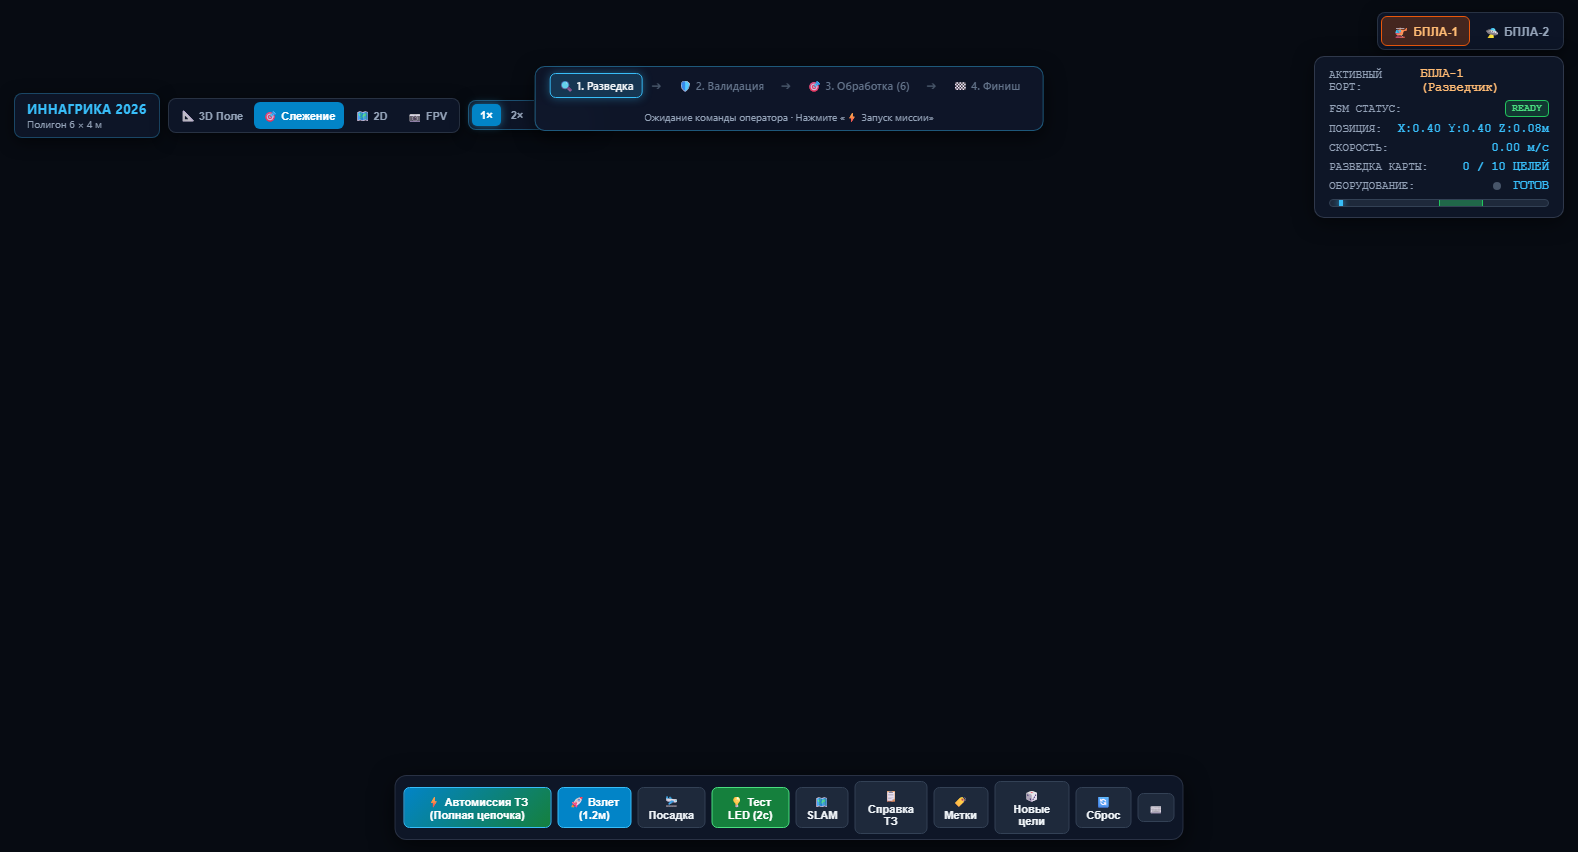 БПЛА-1
БПЛА-2
ИННАГРИКА 2026
Полигон 6 × 4 м
3D Поле
Слежение
2D
FPV
1×
2×
1. Разведка
→
2. Валидация
→
3. Обработка (6)
→
4. Финиш
Ожидание команды оператора · Нажмите «⚡ Запуск миссии»
АКТИВНЫЙ БОРТ:
БПЛА-1 (Разведчик)
FSM СТАТУС:
READY
ПОЗИЦИЯ:
X:0.40 Y:0.40 Z:0.08м
СКОРОСТЬ:
0.00 м/с
РАЗВЕДКА КАРТЫ:
0 / 10 ЦЕЛЕЙ
ОБОРУДОВАНИЕ:
ГОТОВ
Автомиссия ТЗ
(Полная цепочка)
Взлет
(1.2м)
Посадка
Тест
LED (2с)
SLAM
Справка
ТЗ
Метки
Новые
цели
Сброс